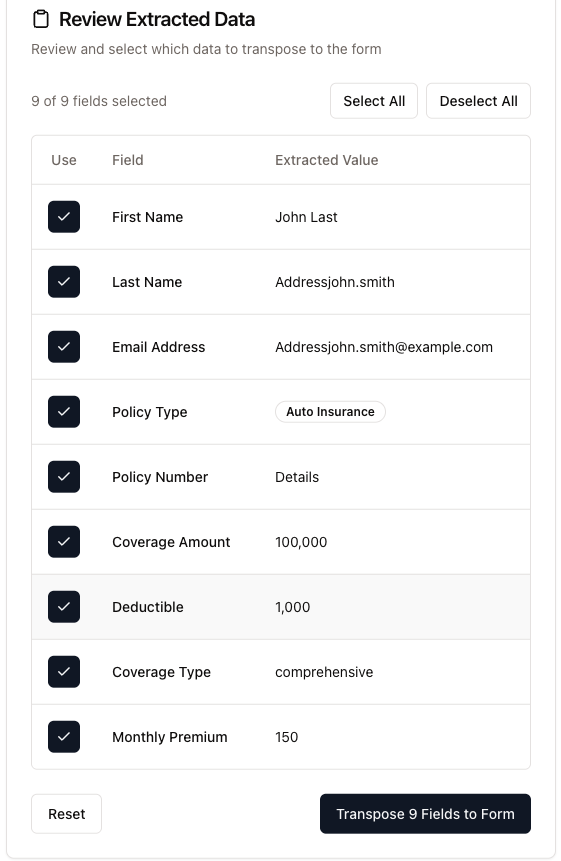 Review Extracted Data
Review and select which data to transpose to the form
9 of 9 fields selected Select All Deselect All
Use Field Extracted Value
First Name John Last
Last Name Addressjohn.smith
Email Address Addressjohn.smith@example.com
Policy Type Auto Insurance
Policy Number Details
Coverage Amount 100,000
Deductible 1,000
Coverage Type comprehensive
Monthly Premium 150
Reset Transpose 9 Fields to Form